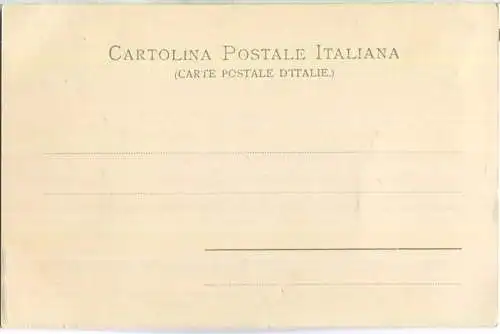 CARTOLINA POSTALE ITALIANA
(CARTE POSTALE D'ITALIE.)